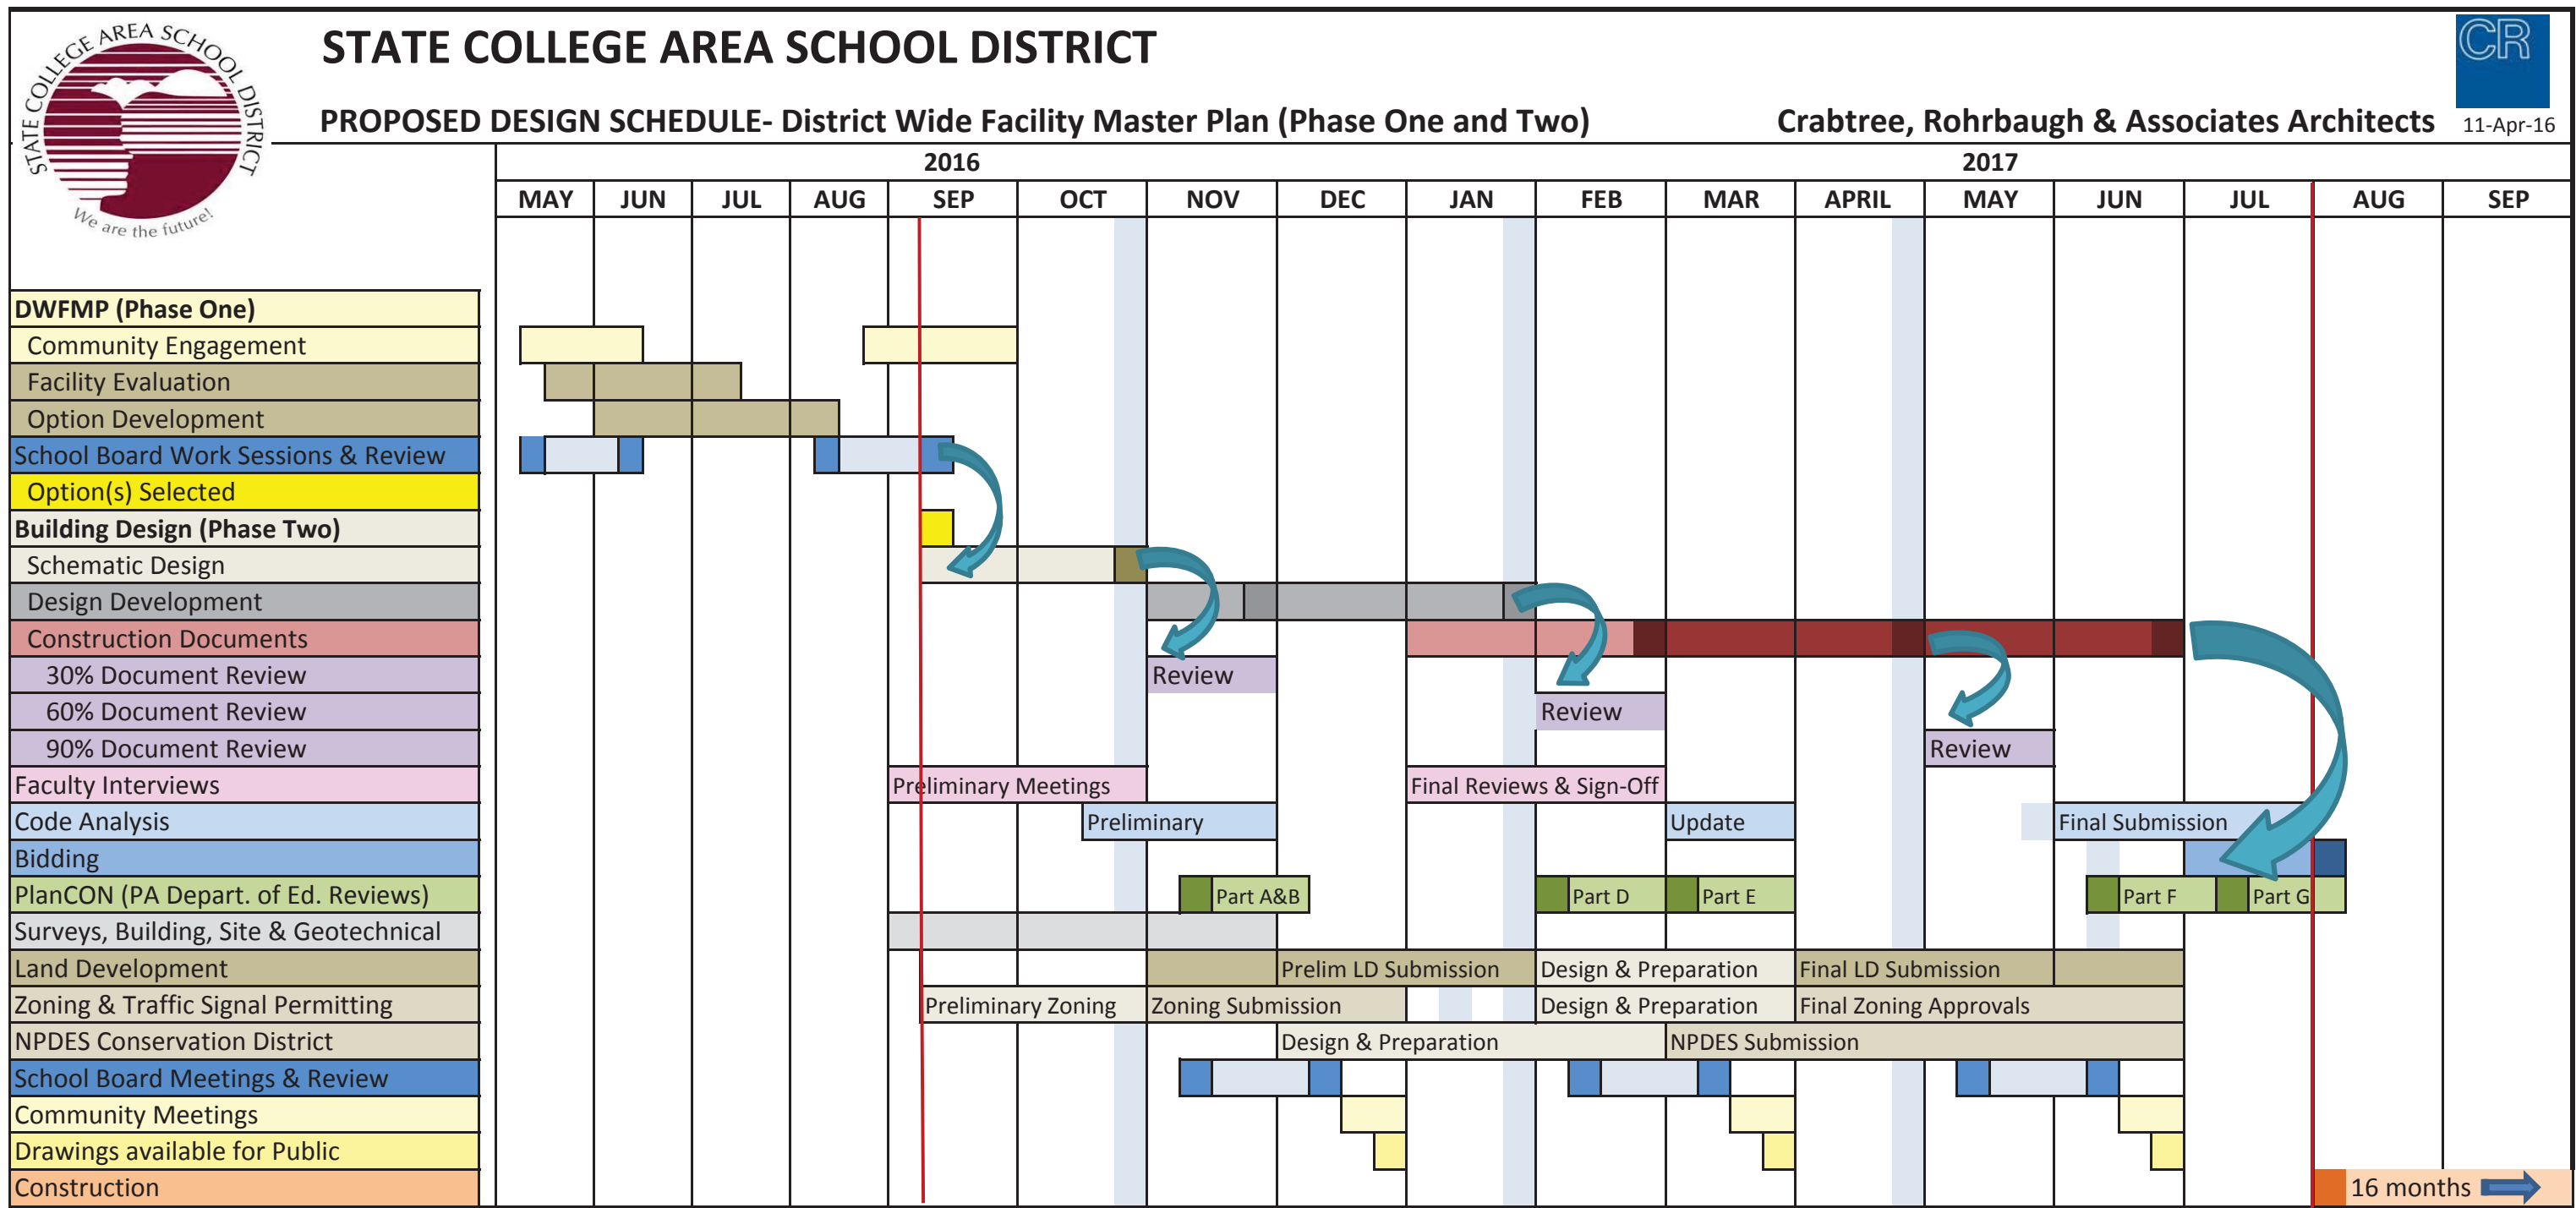 STATE COLLEGE AREA SCHOOL DISTRICT
We are the future!
STATE COLLEGE AREA SCHOOL DISTRICT
CR
PROPOSED DESIGN SCHEDULE- District Wide Facility Master Plan (Phase One and Two)
Crabtree, Rohrbaugh & Associates Architects
11-Apr-16
2016
2017
MAY JUN JUL AUG SEP OCT NOV DEC JAN FEB MAR APRIL MAY JUN JUL AUG SEP
DWFMP (Phase One)
Community Engagement
Facility Evaluation
Option Development
School Board Work Sessions & Review
Option(s) Selected
Building Design (Phase Two)
Schematic Design
Design Development
Construction Documents
30% Document Review Review
60% Document Review Review
90% Document Review Review
Faculty Interviews Preliminary Meetings Final Reviews & Sign-Off
Code Analysis Preliminary Update Final Submission
Bidding
PlanCON (PA Depart. of Ed. Reviews) Part A&B Part D Part E Part F Part G
Surveys, Building, Site & Geotechnical
Land Development Prelim LD Submission Design & Preparation Final LD Submission
Zoning & Traffic Signal Permitting Preliminary Zoning Zoning Submission Design & Preparation Final Zoning Approvals
NPDES Conservation District Design & Preparation NPDES Submission
School Board Meetings & Review
Community Meetings
Drawings available for Public
Construction 16 months